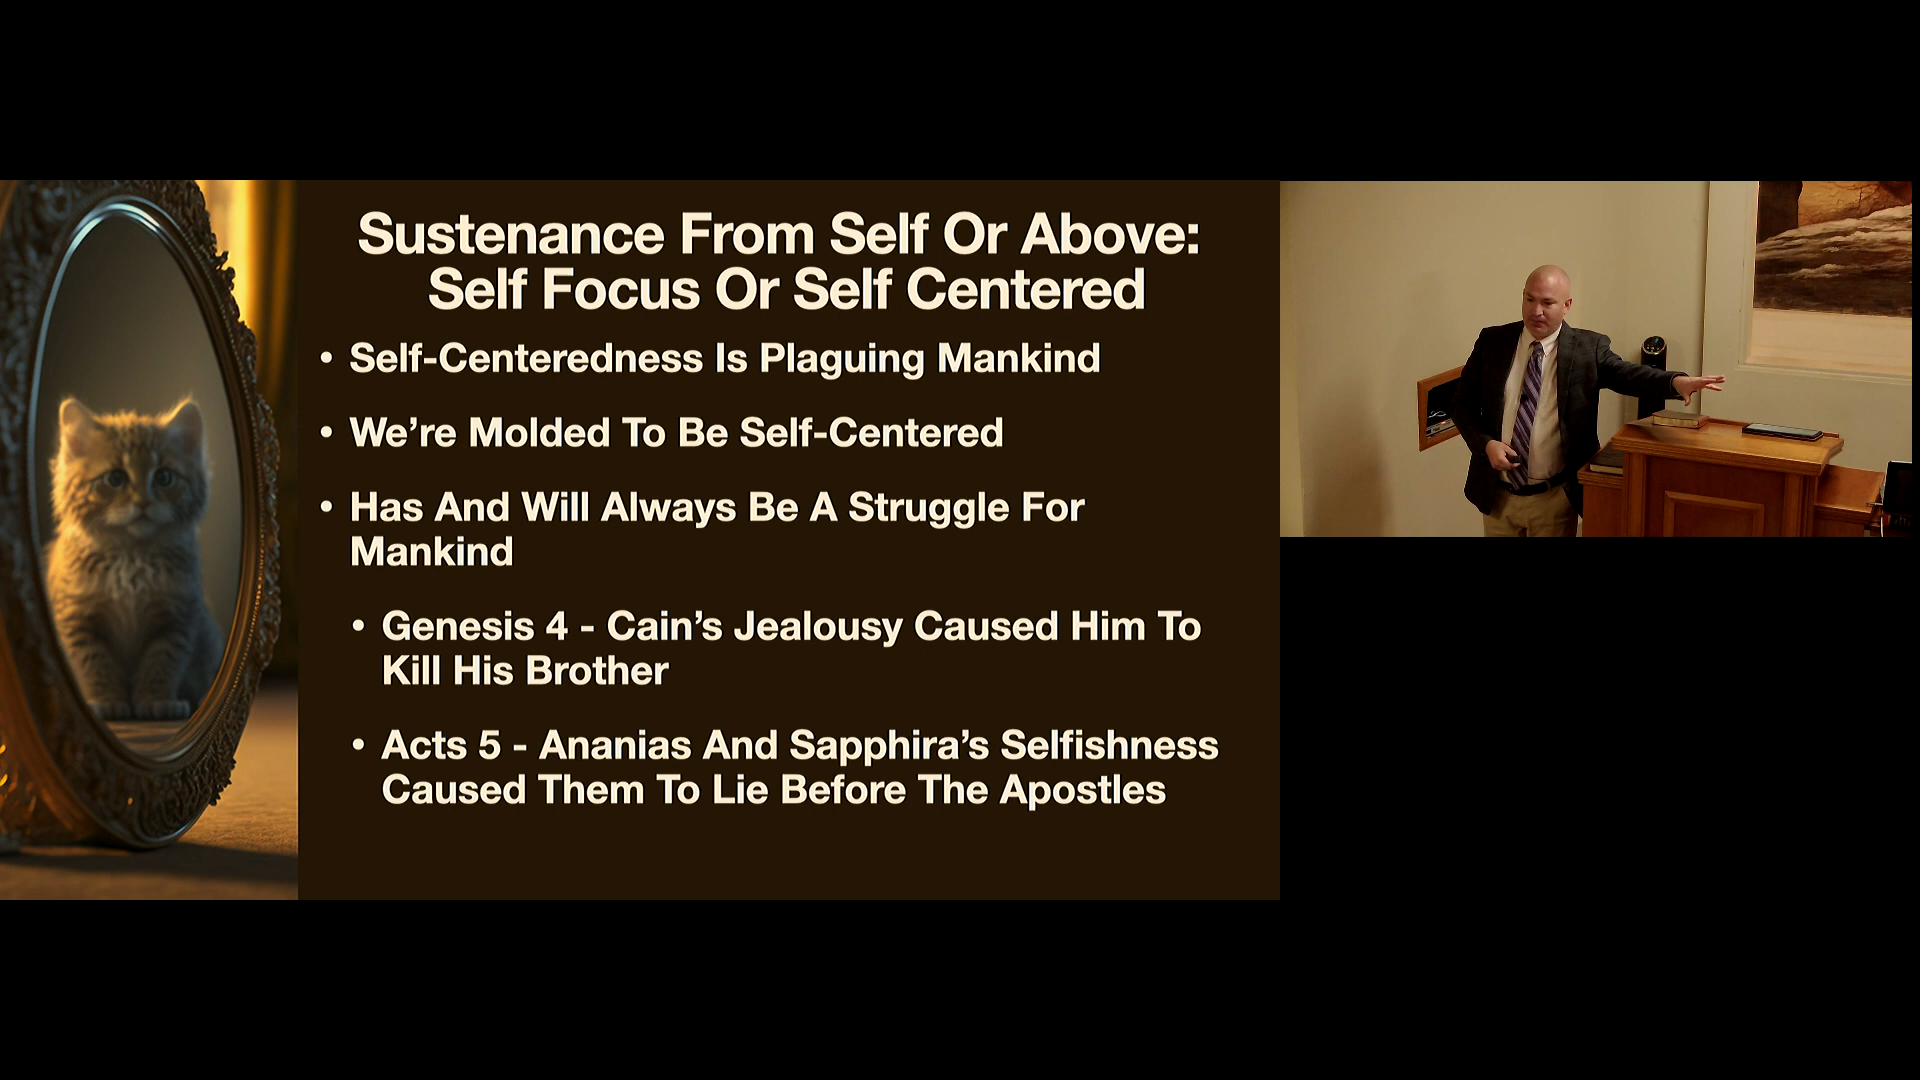 Sustenance From Self Or Above:
Self Focus Or Self Centered
• Self-Centeredness Is Plaguing Mankind
• We’re Molded To Be Self-Centered
• Has And Will Always Be A Struggle For
Mankind
• Genesis 4 - Cain’s Jealousy Caused Him To
Kill His Brother
• Acts 5 - Ananias And Sapphira’s Selfishness
Caused Them To Lie Before The Apostles